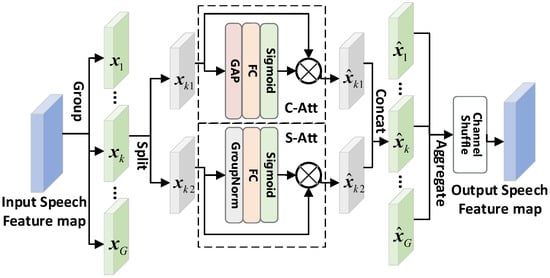 Group
Input Speech
Feature map
x1
...
xk
...
xG
Split
xk1
xk2
GAP
FC
Sigmoid
C-Att
GroupNorm
FC
Sigmoid
S-Att
x̂k1
x̂k2
Concat
x̂1
...
x̂k
...
x̂G
Aggregate
Channel
Shuffle
Output Speech
Feature map